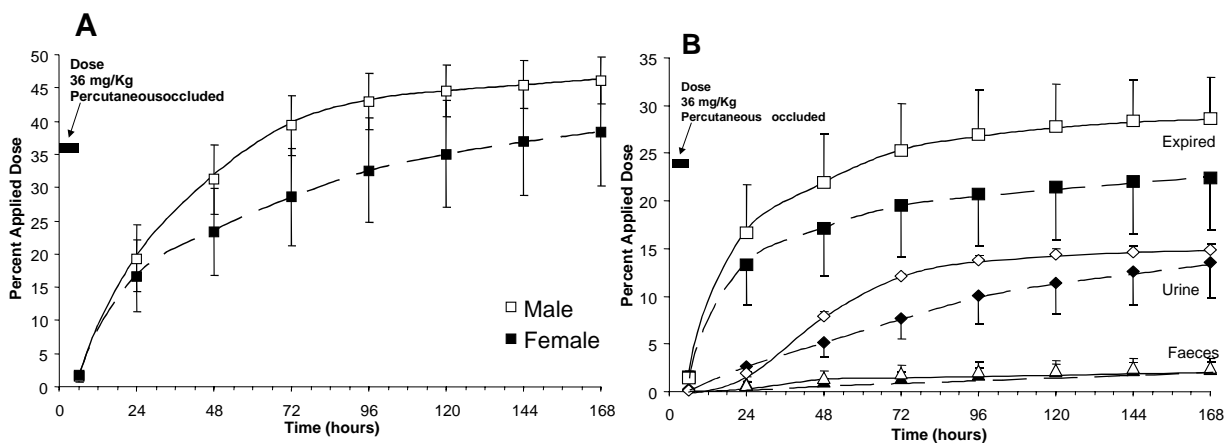 A
50
45
40
35
30
25
20
15
10
5
0
Percent Applied Dose
Dose
36 mg/Kg
Percutaneousoccluded
Male
Female
0 24 48 72 96 120 144 168
Time (hours)
B
35
30
25
20
15
10
5
0
Percent Applied Dose
Dose
36 mg/Kg
Percutaneous occluded
Expired
Urine
Faeces
0 24 48 72 96 120 144 168
Time (hours)